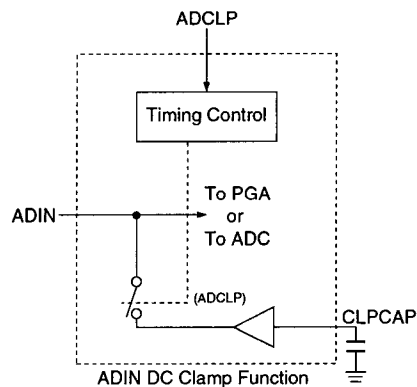 ADCLP
Timing Control
To PGA
or
To ADC
ADIN
(ADCLP)
CLPCAP
ADIN DC Clamp Function